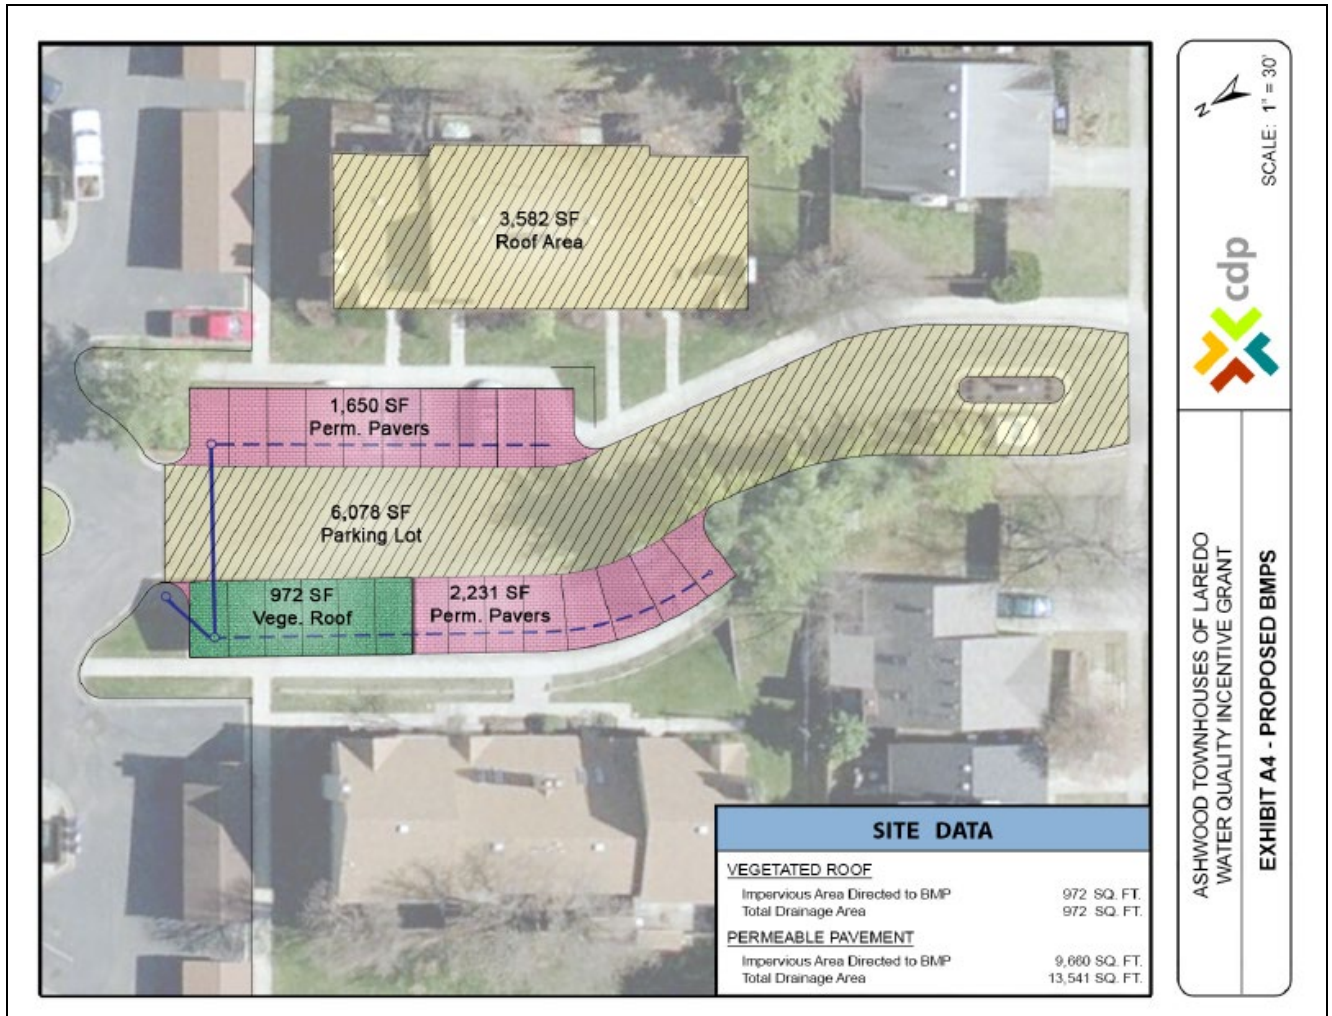 3,582 SF
Roof Area
1,650 SF
Perm. Pavers
6,078 SF
Parking Lot
972 SF
Vege. Roof
2,231 SF
Perm. Pavers
SITE DATA
VEGETATED ROOF
Impervious Area Directed to BMP 972 SQ. FT.
Total Drainage Area 972 SQ. FT.
PERMEABLE PAVEMENT
Impervious Area Directed to BMP 9,660 SQ. FT.
Total Drainage Area 13,541 SQ. FT.
N
SCALE: 1" = 30'
cdp
ASHWOOD TOWNHOUSES OF LAREDO
WATER QUALITY INCENTIVE GRANT
EXHIBIT A4 - PROPOSED BMPS